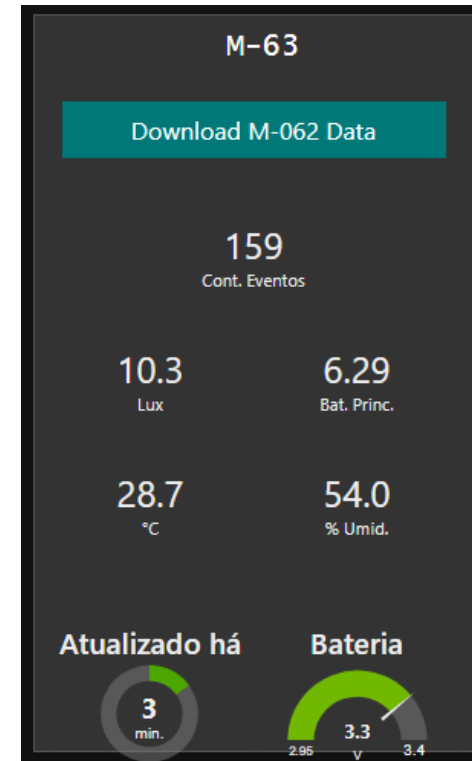 M-63
Download M-062 Data
159
Cont. Eventos
10.3 6.29
Lux Bat. Princ.
28.7 54.0
°C % Umid.
Atualizado há Bateria
3 3.3
min. 2.95 V 3.4